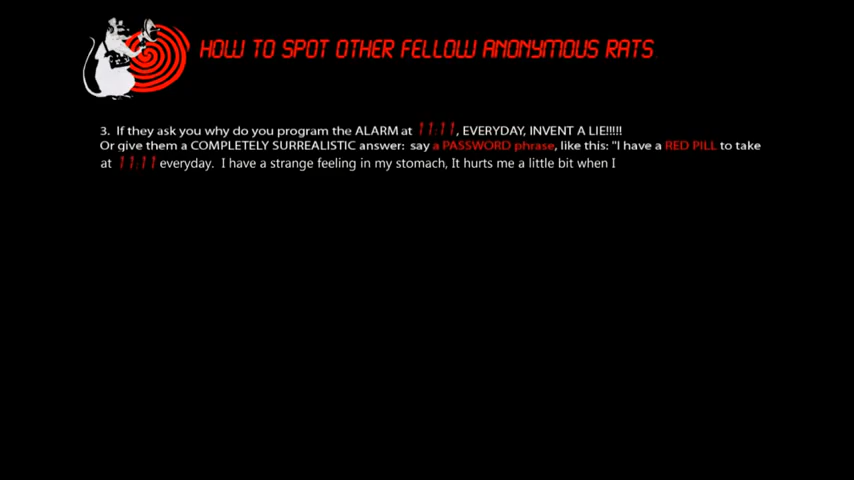 HOW TO SPOT OTHER FELLOW ANONYMOUS RATS
3. If they ask you why do you program the ALARM at 11:11, EVERYDAY, INVENT A LIE!!!!!
Or give them a COMPLETELY SURREALISTIC answer: say a PASSWORD phrase, like this: "I have a RED PILL to take
at 11:11 everyday. I have a strange feeling in my stomach, It hurts me a little bit when I